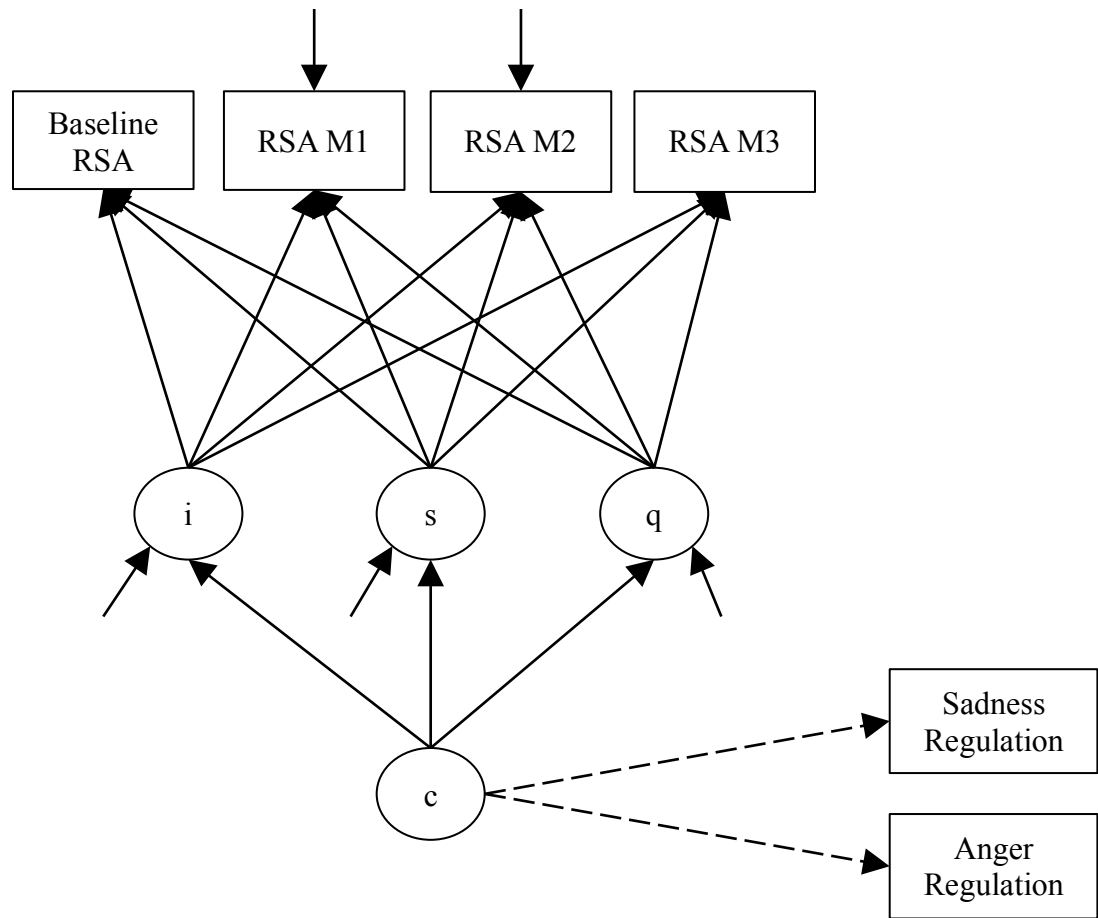 Baseline
RSA
RSA M1
RSA M2
RSA M3
i
s
q
c
Sadness
Regulation
Anger
Regulation